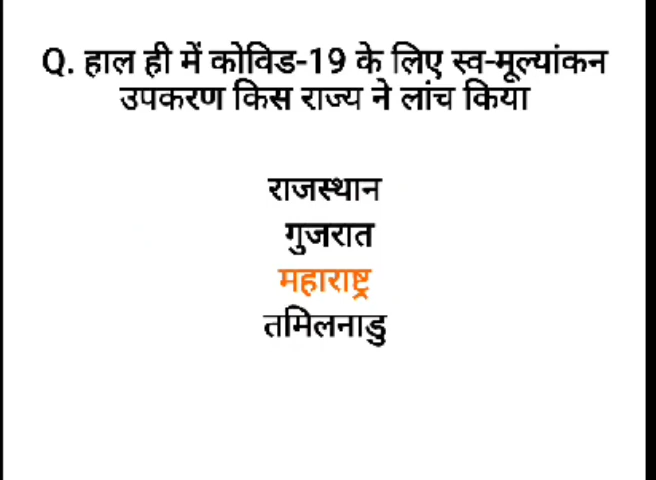 Q. हाल ही में कोविड-19 के लिए स्व-मूल्यांकन
उपकरण किस राज्य ने लांच किया
राजस्थान
गुजरात
महाराष्ट्र
तमिलनाडु